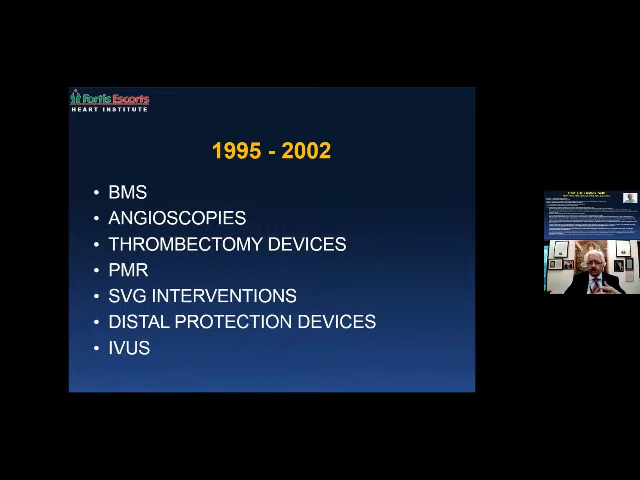 Fortis Escorts
HEART INSTITUTE
1995 - 2002
• BMS
• ANGIOSCOPIES
• THROMBECTOMY DEVICES
• PMR
• SVG INTERVENTIONS
• DISTAL PROTECTION DEVICES
• IVUS